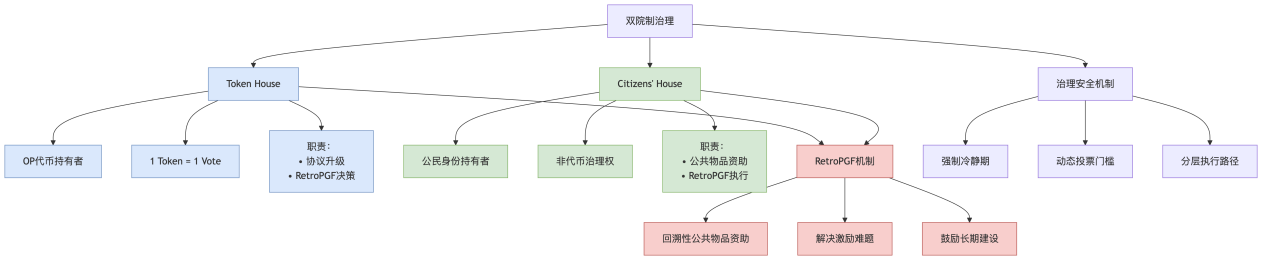 双院制治理
Token House
Citizens' House
治理安全机制
OP代币持有者
1 Token = 1 Vote
职责：
• 协议升级
• RetroPGF决策
公民身份持有者
非代币治理权
职责：
• 公共物品资助
• RetroPGF执行
RetroPGF机制
强制冷静期
动态投票门槛
分层执行路径
回溯性公共物品资助
解决激励难题
鼓励长期建设